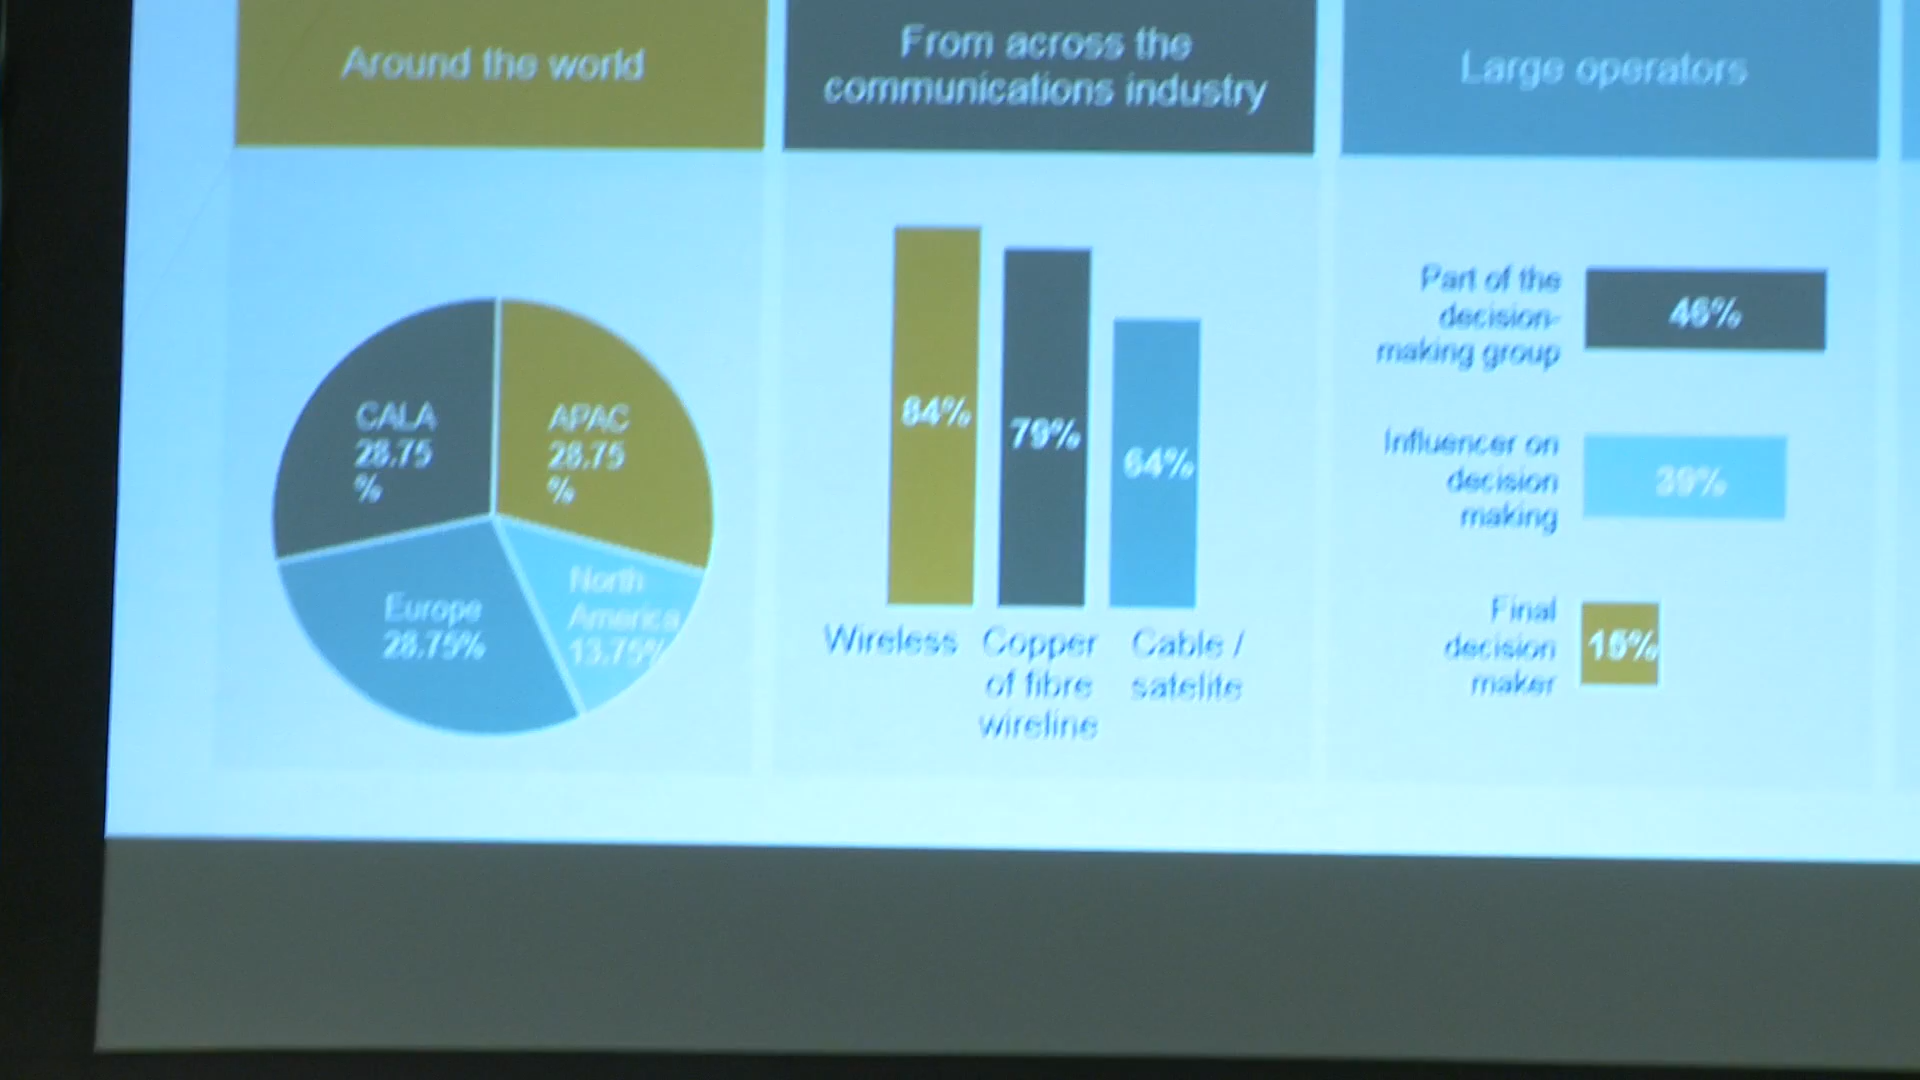 Around the world
CALA
28.75
%
APAC
28.75
%
Europe
28.75%
North
America
13.75%
From across the
communications industry
84%
79%
64%
Wireless
Copper
of fibre
wireline
Cable /
satelite
Large operators
Part of the
decision-
making group
46%
Influencer on
decision
making
39%
Final
decision
maker
15%